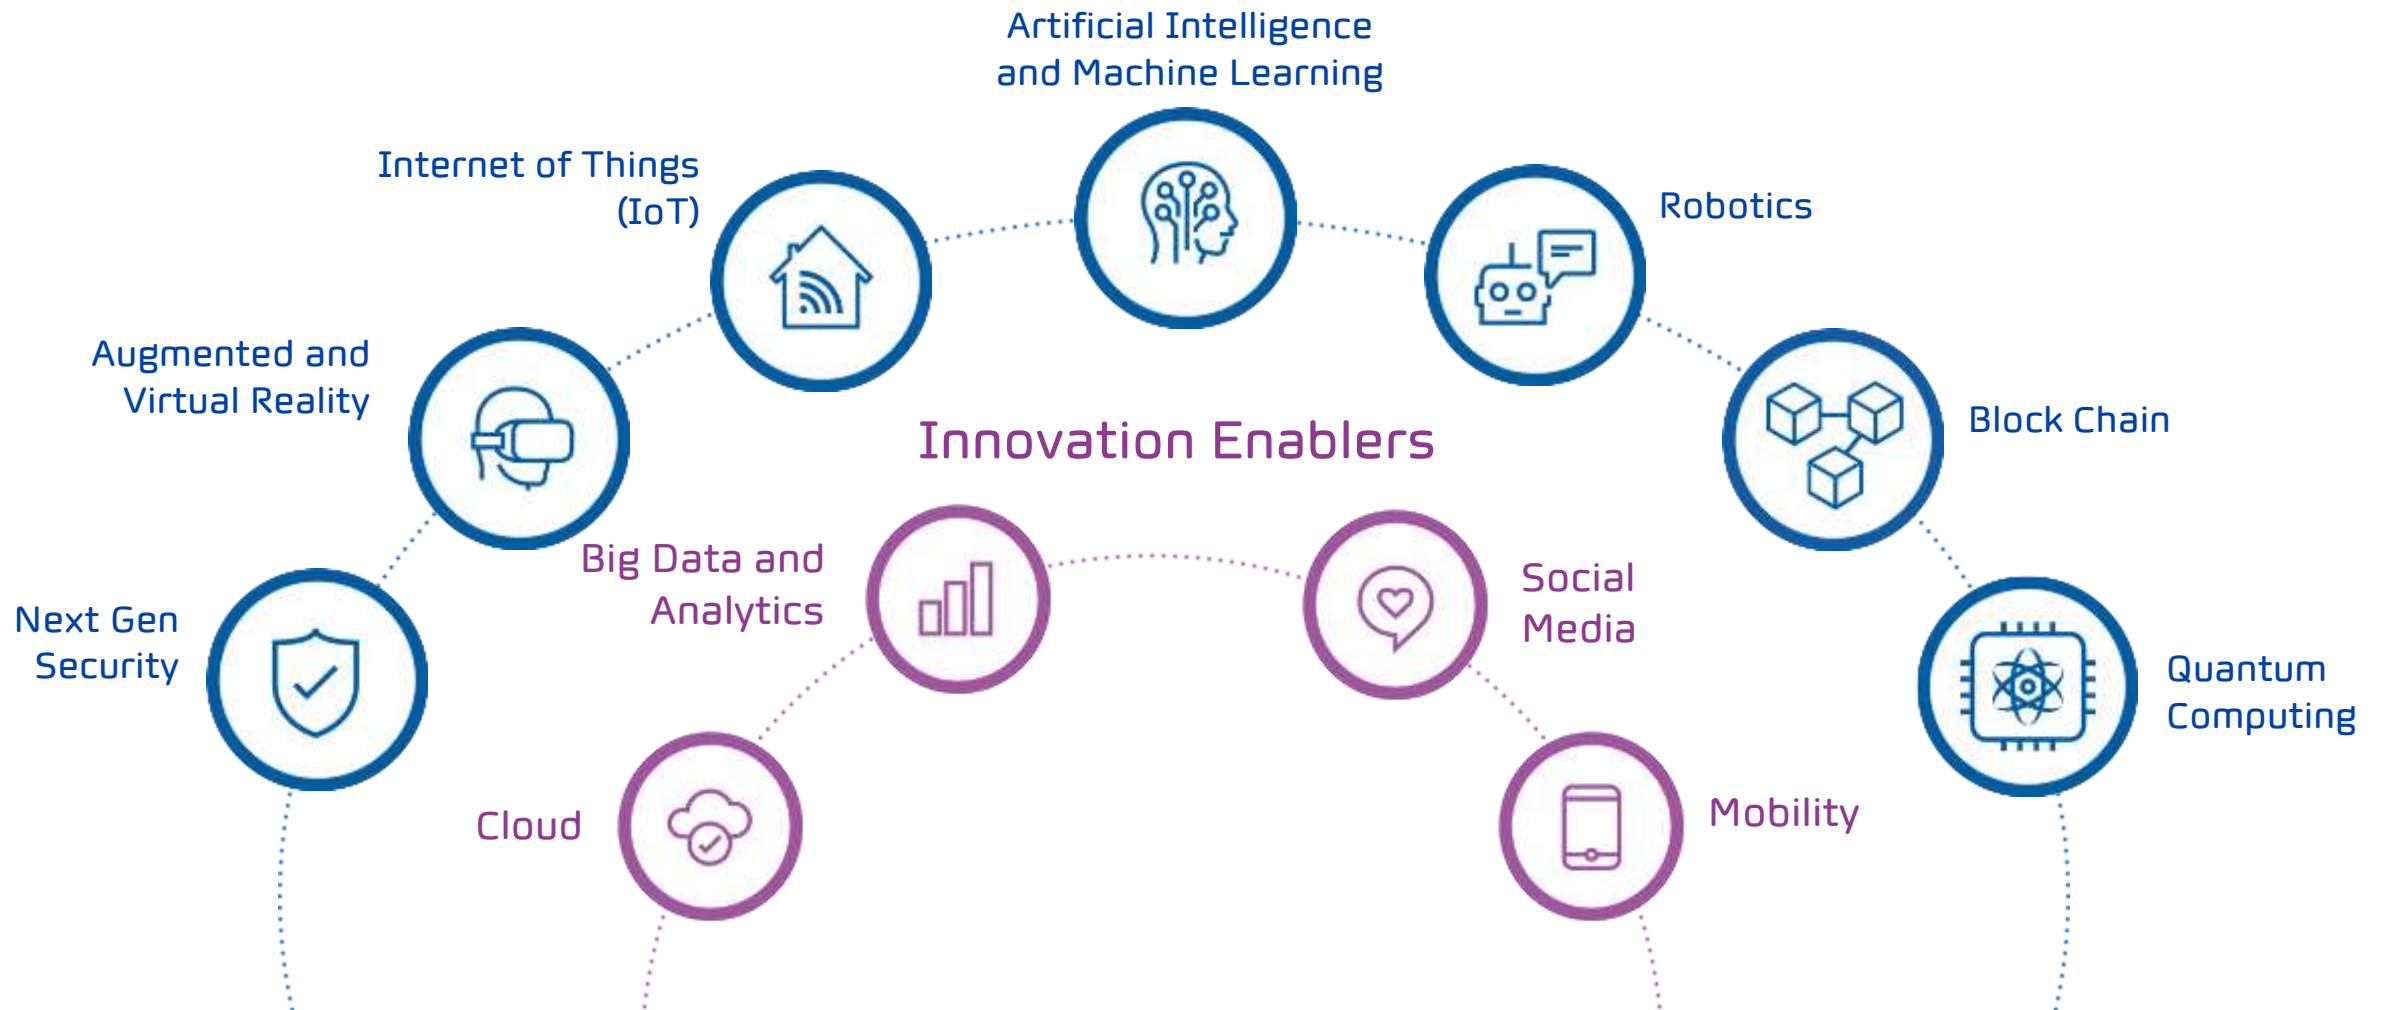 Artificial Intelligence
and Machine Learning
Internet of Things
(IoT)
Robotics
Augmented and
Virtual Reality
Block Chain
Innovation Enablers
Big Data and
Analytics
Social
Media
Next Gen
Security
Quantum
Computing
Cloud
Mobility